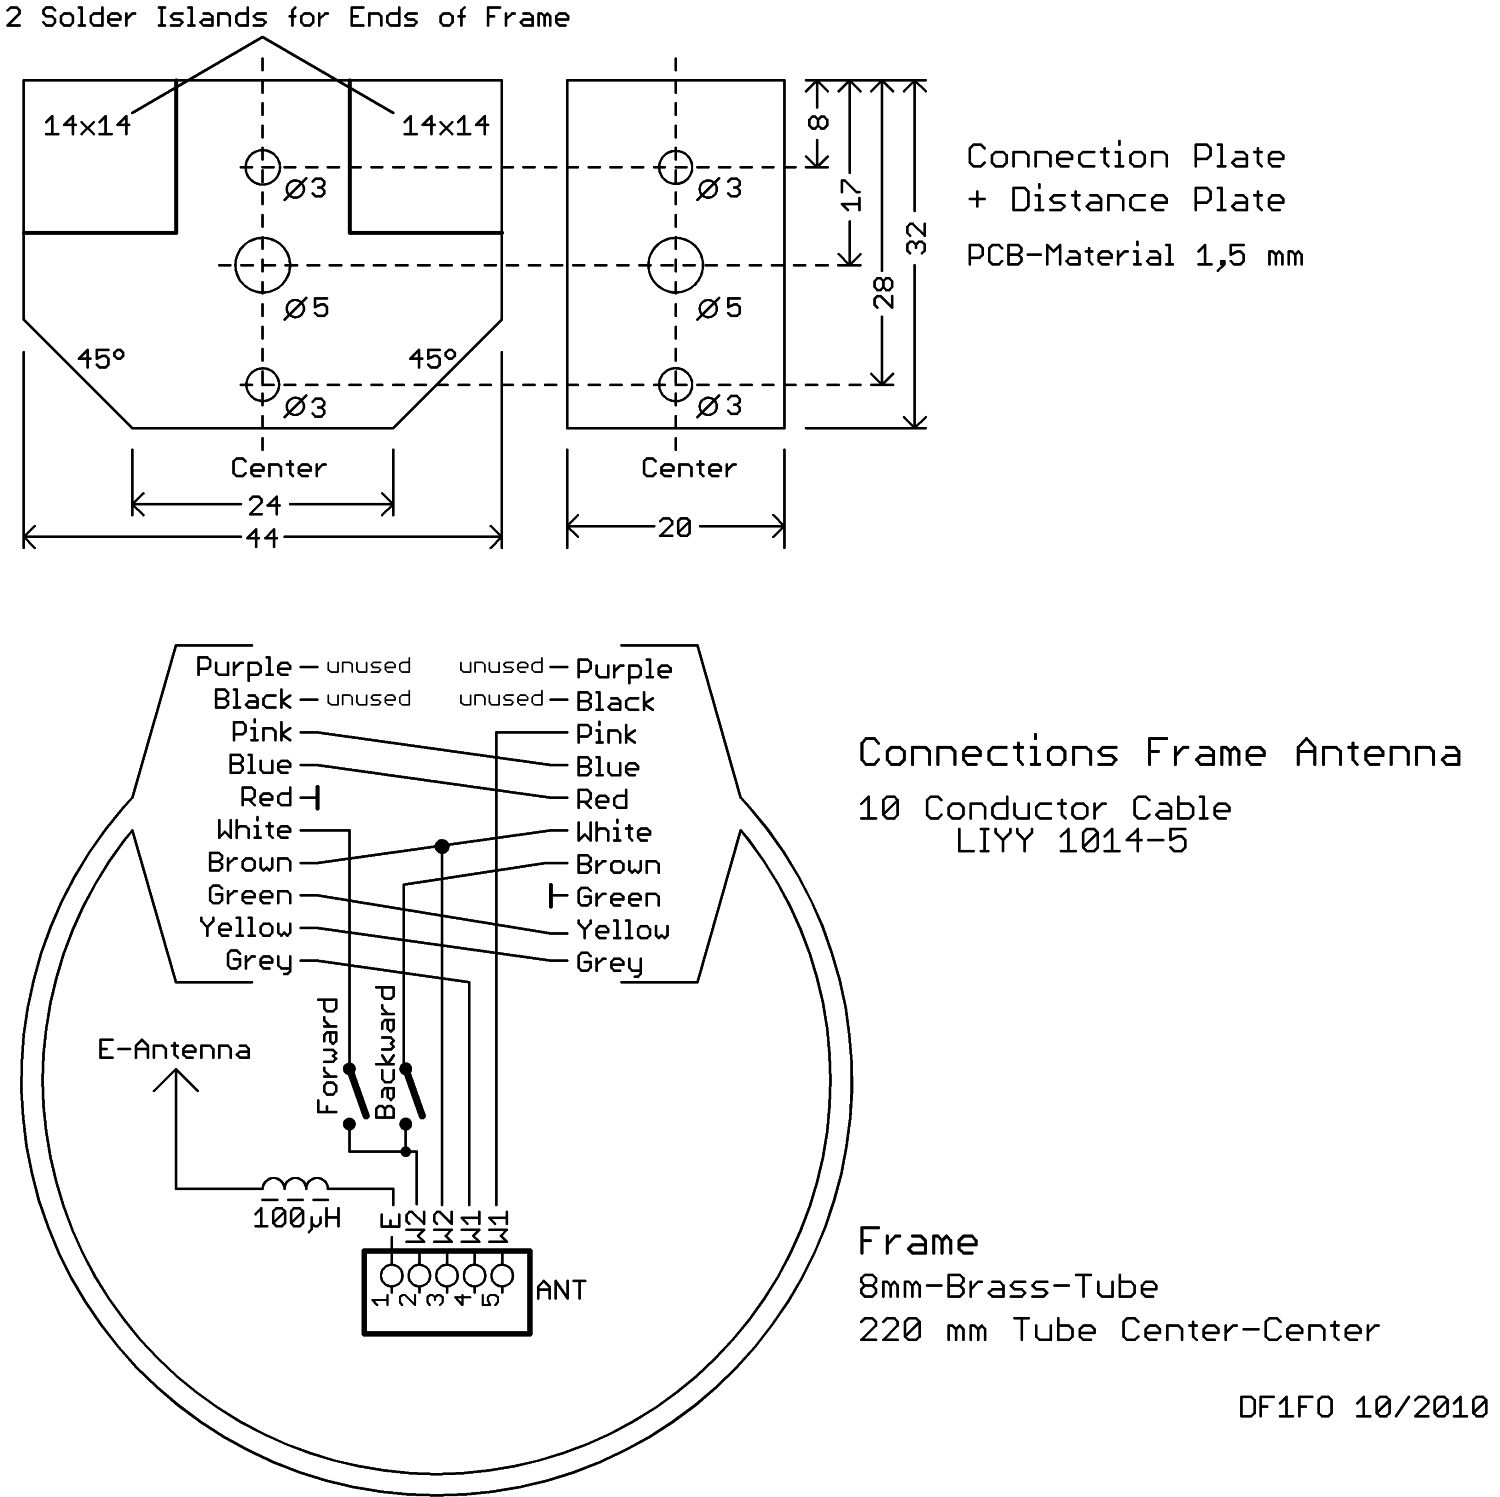 2 Solder Islands for Ends of Frame
14x14
14x14
8
17
28
32
Connection Plate
+ Distance Plate
PCB-Material 1,5 mm
Ø3
Ø3
Ø5
Ø5
45°
45°
Ø3
Ø3
Center
Center
24
44
20
Purple unused
unused Purple
Black unused
unused Black
Pink
Pink
Blue
Blue
Red
Red
White
White
Brown
Brown
Green
Green
Yellow
Yellow
Grey
Grey
Connections Frame Antenna
10 Conductor Cable
LIYY 1014-5
E-Antenna
Forward
Backward
100µH
E
W2
W2
W1
W1
1
2
3
4
5
ANT
Frame
8mm-Brass-Tube
220 mm Tube Center-Center
DF1FO 10/2010